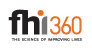 fhi360
THE SCIENCE OF IMPROVING LIVES